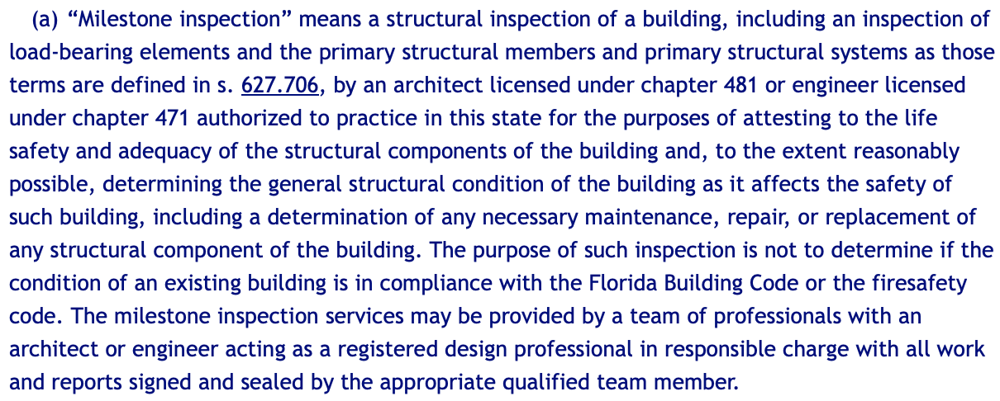 (a) “Milestone inspection” means a structural inspection of a building, including an inspection of
load-bearing elements and the primary structural members and primary structural systems as those
terms are defined in s. 627.706, by an architect licensed under chapter 481 or engineer licensed
under chapter 471 authorized to practice in this state for the purposes of attesting to the life
safety and adequacy of the structural components of the building and, to the extent reasonably
possible, determining the general structural condition of the building as it affects the safety of
such building, including a determination of any necessary maintenance, repair, or replacement of
any structural component of the building. The purpose of such inspection is not to determine if the
condition of an existing building is in compliance with the Florida Building Code or the firesafety
code. The milestone inspection services may be provided by a team of professionals with an
architect or engineer acting as a registered design professional in responsible charge with all work
and reports signed and sealed by the appropriate qualified team member.